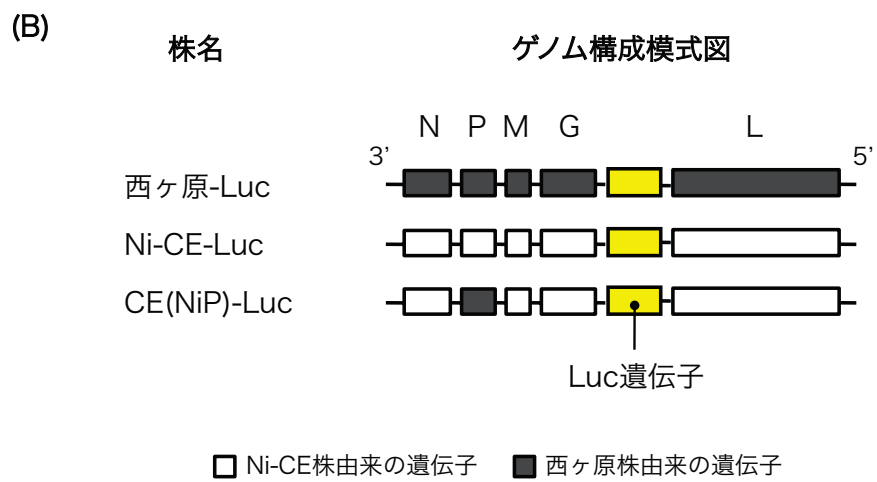 (B)
株名 ゲノム構成模式図
N P M G L
3’ 5’
西ヶ原-Luc
Ni-CE-Luc
CE(NiP)-Luc
Luc遺伝子
Ni-CE株由来の遺伝子 西ヶ原株由来の遺伝子